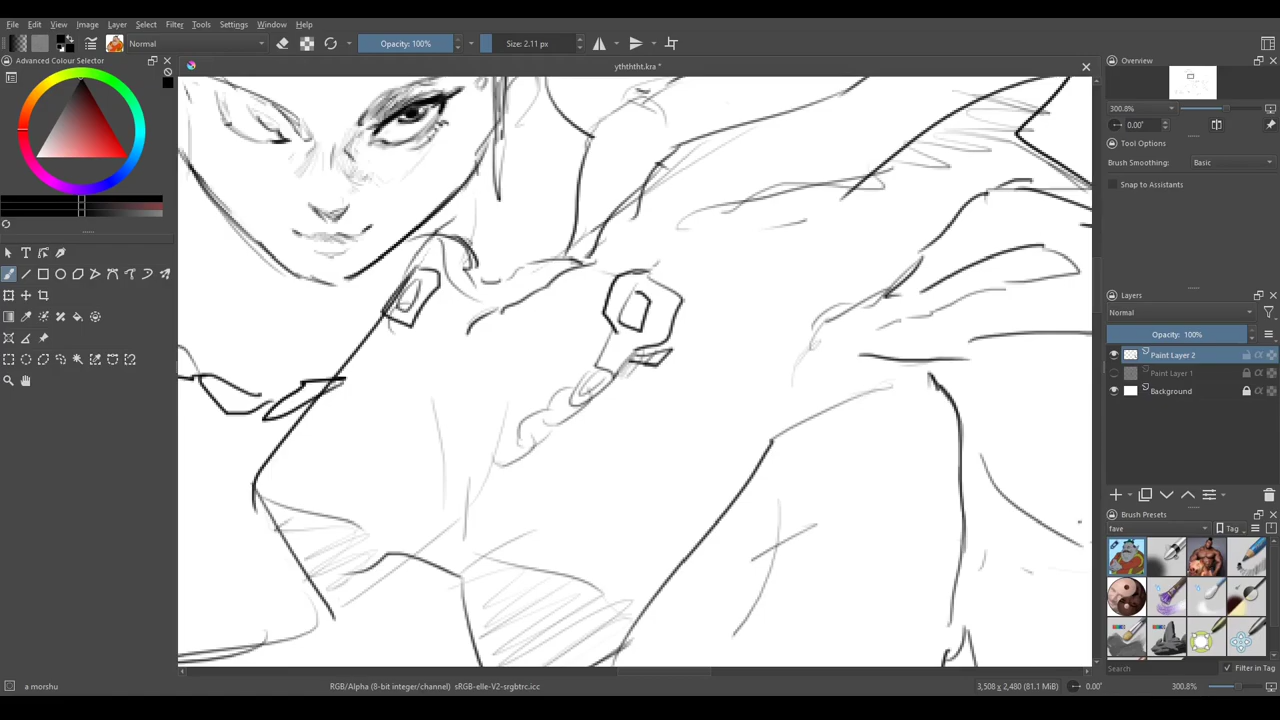 File Edit View Image Layer Select Filter Tools Settings Window Help
Normal Opacity: 100% Size: 2.11 px
Advanced Colour Selector
ythththt.kra *
Overview
300.8%
0.00°
Tool Options
Brush Smoothing: Basic
Snap to Assistants
Layers
Normal
Opacity: 100%
Paint Layer 2
Paint Layer 1
Background
Brush Presets
fave Tag
Search Filter in Tag
a morshu RGB/Alpha (8-bit integer/channel) sRGB-elle-V2-srgbtrc.icc 3,508 x 2,480 (81.1 MiB) 0.00° 300.8%